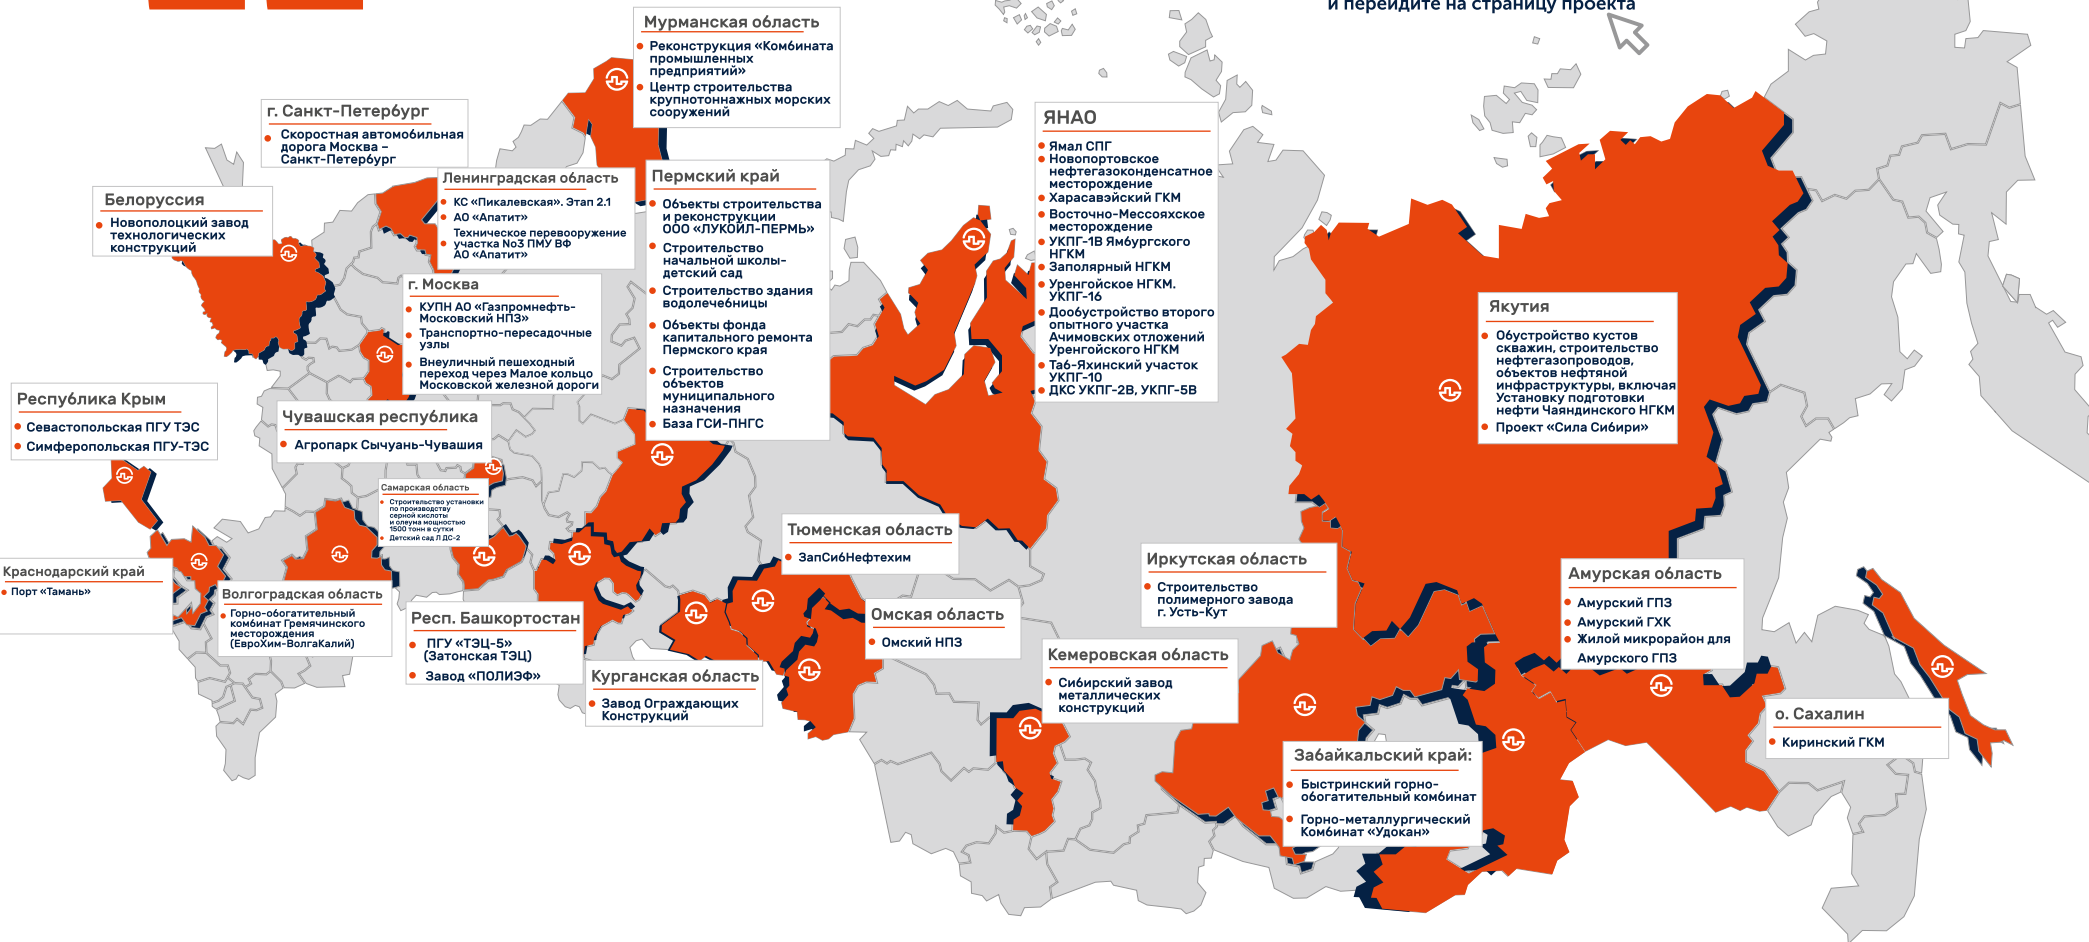 и перейдите на страницу проекта
Мурманская область
Реконструкция «Комбината
промышленных
предприятий»
Центр строительства
крупнотоннажных морских
сооружений
г. Санкт-Петербург
Скоростная автомобильная
дорога Москва –
Санкт-Петербург
Ленинградская область
КС «Пикалевская». Этап 2.1
АО «Апатит»
Техническое перевооружение
участка No3 ПМУ ВФ
АО «Апатит»
Белоруссия
Новополоцкий завод
технологических
конструкций
Пермский край
Объекты строительства
и реконструкции
ООО «ЛУКОЙЛ-ПЕРМЬ»
Строительство
начальной школы-
детский сад
Строительство здания
водолечебницы
Объекты фонда
капитального ремонта
Пермского края
Строительство
объектов
муниципального
назначения
База ГСИ-ПНГС
ЯНАО
Ямал СПГ
Новопортовское
нефтегазоконденсатное
месторождение
Харасавэйский ГКМ
Восточно-Мессояхское
месторождение
УКПГ-1В Ямбургского
НГКМ
Заполярный НГКМ
Уренгойское НГКМ.
УКПГ-16
Дообустройство второго
опытного участка
Ачимовских отложений
Уренгойского НГКМ
Таб-Яхинский участок
УКПГ-10
ДКС УКПГ-2В, УКПГ-5В
г. Москва
КУПН АО «Газпромнефть-
Московский НПЗ»
Транспортно-пересадочные
узлы
Внеуличный пешеходный
переход через Малое кольцо
Московской железной дороги
Якутия
Обустройство кустов
скважин, строительство
нефтегазопроводов,
объектов нефтяной
инфраструктуры, включая
Установку подготовки
нефти Чаяндинского НГКМ
Проект «Сила Сибири»
Республика Крым
Севастопольская ПГУ ТЭС
Симферопольская ПГУ-ТЭС
Чувашская республика
Агропарк Сычуань-Чувашия
Самарская область
Строительство установки
по производству
серной кислоты
и олеума мощностью
1500 тонн в сутки
Детский сад Л ДС-2
Тюменская область
ЗапСибНефтехим
Иркутская область
Строительство
полимерного завода
г. Усть-Кут
Амурская область
Амурский ГПЗ
Амурский ГХК
Жилой микрорайон для
Амурского ГПЗ
Краснодарский край
Порт «Тамань»
Волгоградская область
Горно-обогатительный
комбинат Гремячинского
месторождения
(ЕвроХим-ВолгаКалий)
Респ. Башкортостан
ПГУ «ТЭЦ-5»
(Затонская ТЭЦ)
Завод «ПОЛИЭФ»
Омская область
Омский НПЗ
Курганская область
Завод Ограждающих
Конструкций
Кемеровская область
Сибирский завод
металлических
конструкций
Забайкальский край:
Быстринский горно-
обогатительный комбинат
Горно-металлургический
Комбинат «Удокан»
о. Сахалин
Киринский ГКМ